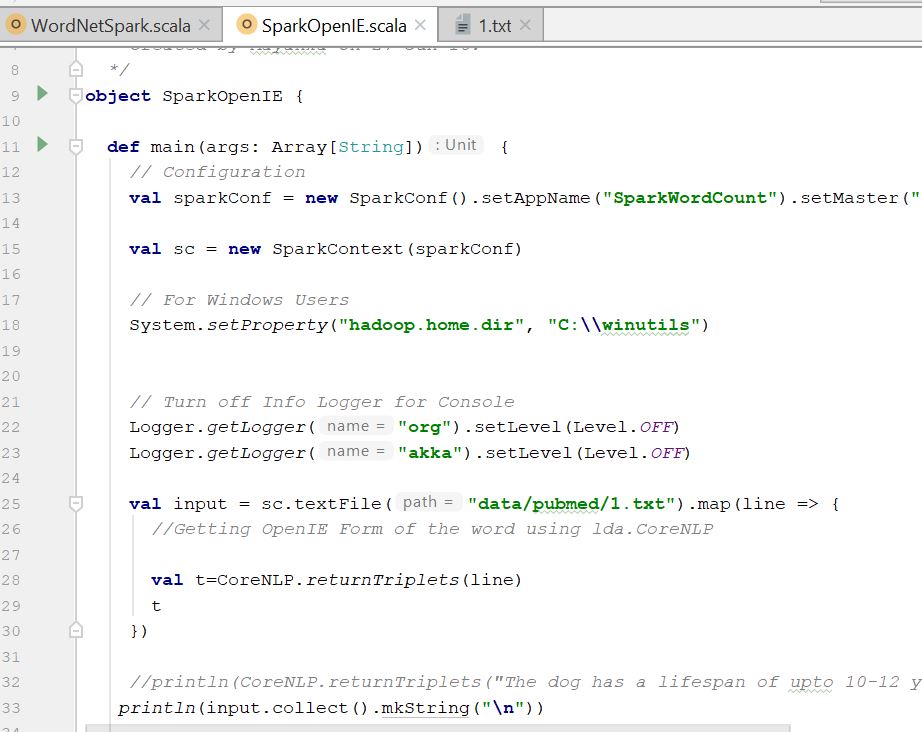 WordNetSpark.scala SparkOpenIE.scala 1.txt
8 */
9 object SparkOpenIE {
10
11 def main(args: Array[String]) : Unit {
12 // Configuration
13 val sparkConf = new SparkConf().setAppName("SparkWordCount").setMaster("
14
15 val sc = new SparkContext(sparkConf)
16
17 // For Windows Users
18 System.setProperty("hadoop.home.dir", "C:\\winutils")
19
20
21 // Turn off Info Logger for Console
22 Logger.getLogger( name = "org").setLevel(Level.OFF)
23 Logger.getLogger( name = "akka").setLevel(Level.OFF)
24
25 val input = sc.textFile( path = "data/pubmed/1.txt").map(line => {
26 //Getting OpenIE Form of the word using lda.CoreNLP
27
28 val t=CoreNLP.returnTriplets(line)
29 t
30 })
31
32 //println(CoreNLP.returnTriplets("The dog has a lifespan of upto 10-12 y
33 println(input.collect().mkString("\n"))